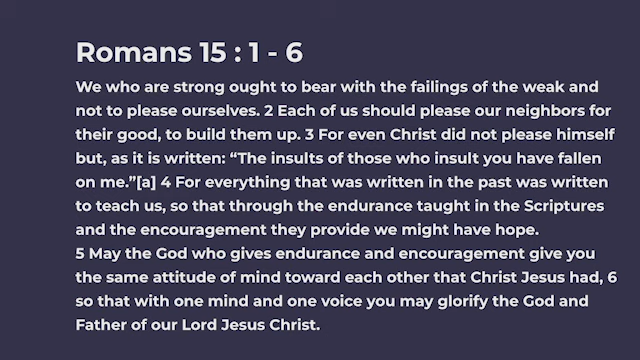 Romans 15 : 1 - 6
We who are strong ought to bear with the failings of the weak and
not to please ourselves. 2 Each of us should please our neighbors for
their good, to build them up. 3 For even Christ did not please himself
but, as it is written: “The insults of those who insult you have fallen
on me.”[a] 4 For everything that was written in the past was written
to teach us, so that through the endurance taught in the Scriptures
and the encouragement they provide we might have hope.
5 May the God who gives endurance and encouragement give you
the same attitude of mind toward each other that Christ Jesus had, 6
so that with one mind and one voice you may glorify the God and
Father of our Lord Jesus Christ.